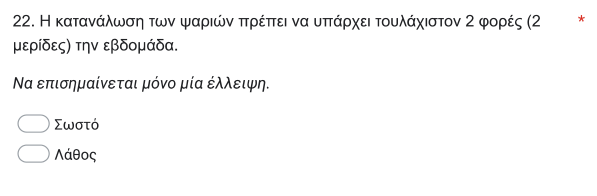 22. Η κατανάλωση των ψαριών πρέπει να υπάρχει τουλάχιστον 2 φορές (2 *
μερίδες) την εβδομάδα.
Να επισημαίνεται μόνο μία έλλειψη.
Σωστό
Λάθος